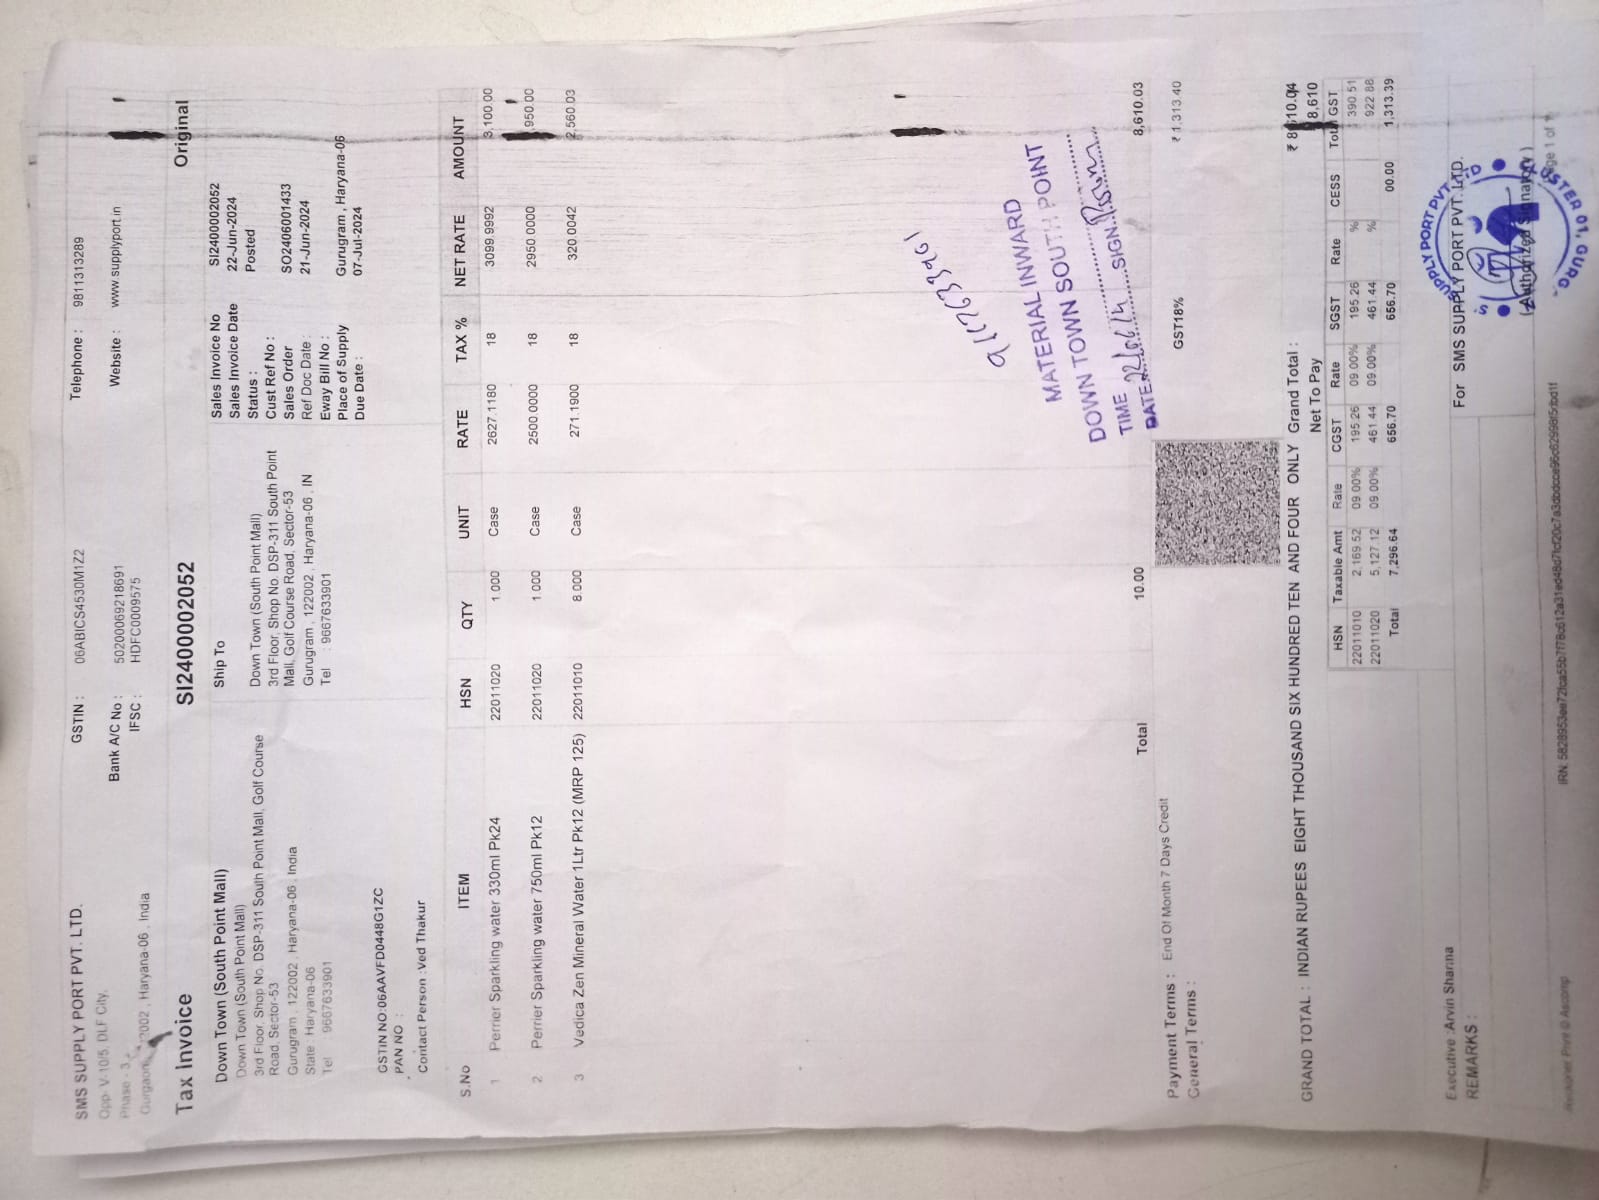 SMS SUPPLY PORT PVT. LTD.
Opp- V-10/5, DLF City,
Phase - 3,
Gurgaon, 122002 , Haryana-06 , India
GSTIN : 06ABICS4530M1Z2
Bank A/C No : 50200069218691
IFSC : HDFC0009575
Telephone : 9811313289
Website : www.supplyport.in
Tax Invoice SI2400002052 Original
Down Town (South Point Mall)
Down Town (South Point Mall)
3rd Floor, Shop No. DSP-311 South Point Mall, Golf Course
Road, Sector-53
Gurugram , 122002 , Haryana-06 , India
State : Haryana-06
Tel : 9667633901
GSTIN NO:06AAVFD0448G1ZC
PAN NO :
Contact Person :Ved Thakur
Ship To
Down Town (South Point Mall)
3rd Floor, Shop No. DSP-311 South Point
Mall, Golf Course Road, Sector-53
Gurugram , 122002 , Haryana-06 , IN
Tel : 9667633901
Sales Invoice No SI2400002052
Sales Invoice Date 22-Jun-2024
Status : Posted
Cust Ref No :
Sales Order SO2406001433
Ref Doc Date : 21-Jun-2024
Eway Bill No :
Place of Supply Gurugram , Haryana-06
Due Date : 07-Jul-2024
S.No ITEM HSN QTY UNIT RATE TAX % NET RATE AMOUNT
1 Perrier Sparkling water 330ml Pk24 22011020 1.000 Case 2627.1180 18 3099.9992 3,100.00
2 Perrier Sparkling water 750ml Pk12 22011020 1.000 Case 2500.0000 18 2950.0000 950.00
3 Vedica Zen Mineral Water 1Ltr Pk12 (MRP 125) 22011010 8.000 Case 271.1900 18 320.0042 2,560.03
MATERIAL INWARD
DOWN TOWN SOUTH POINT
TIME 22/06/24 SIGN
DATE
Total 10.00 8,610.03
Payment Terms : End Of Month 7 Days Credit
General Terms :
GST18% ₹ 1,313.40
GRAND TOTAL : INDIAN RUPEES EIGHT THOUSAND SIX HUNDRED TEN AND FOUR ONLY Grand Total : ₹ 8,610.04
Net To Pay 8,610
HSN Taxable Amt Rate CGST Rate SGST Rate CESS Total GST
22011010 2,169.52 09.00% 195.26 09.00% 195.26 % 390.51
22011020 5,127.12 09.00% 461.44 09.00% 461.44 % 922.88
Total 7,296.64 656.70 656.70 00.00 1,313.39
Executive :Arvin Sharma
REMARKS :
For SMS SUPPLY PORT PVT. LTD.
(Authorized Signatory )